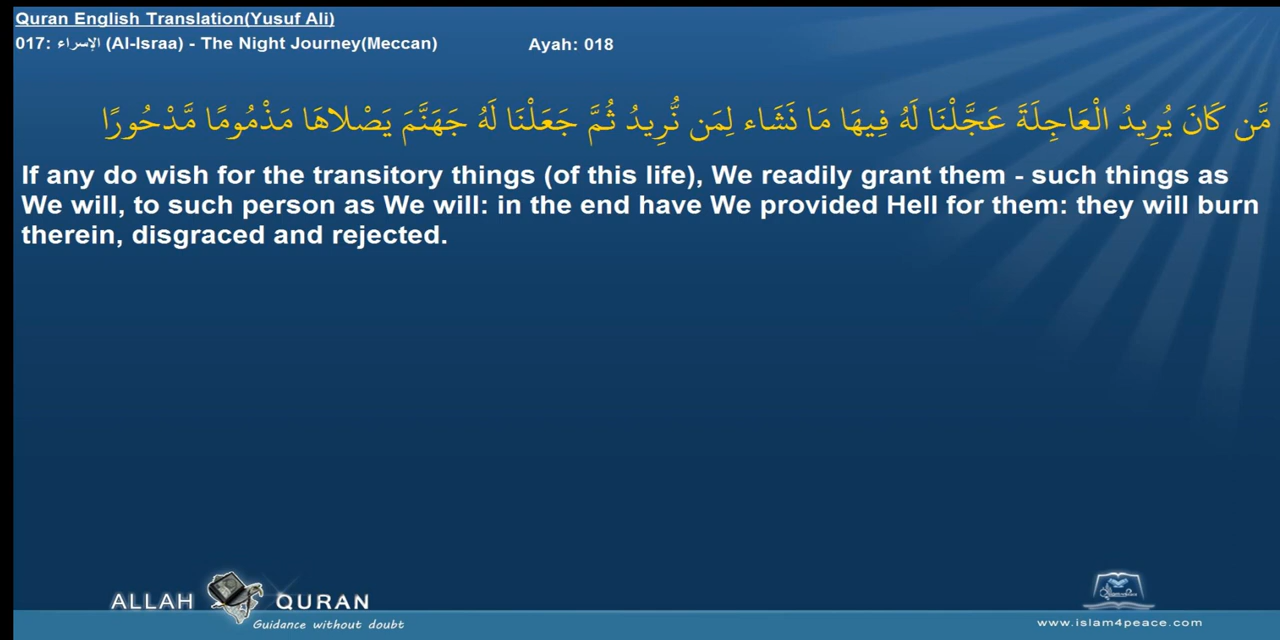 Quran English Translation(Yusuf Ali)
017: الإسراء (Al-Israa) - The Night Journey(Meccan) Ayah: 018
مَّن كَانَ يُرِيدُ الْعَاجِلَةَ عَجَّلْنَا لَهُ فِيهَا مَا نَشَاء لِمَن نُّرِيدُ ثُمَّ جَعَلْنَا لَهُ جَهَنَّمَ يَصْلاهَا مَذْمُومًا مَّدْحُورًا
If any do wish for the transitory things (of this life), We readily grant them - such things as
We will, to such person as We will: in the end have We provided Hell for them: they will burn
therein, disgraced and rejected.
ALLAH QURAN
Guidance without doubt
www.islam4peace.com